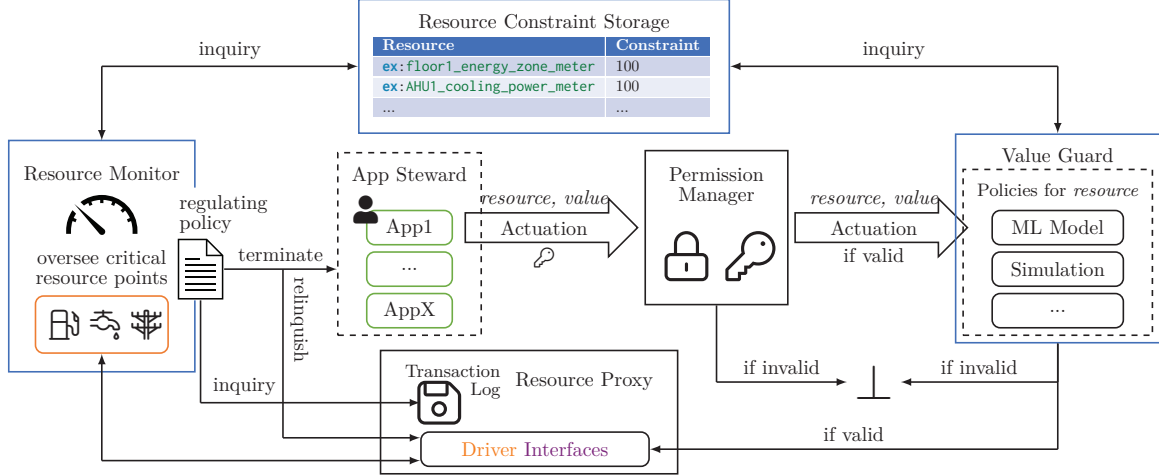 Resource Constraint Storage
Resource Constraint
ex:floor1_energy_zone_meter 100
ex:AHU1_cooling_power_meter 100
... ...
inquiry
inquiry
Resource Monitor
oversee critical
resource points
regulating
policy
terminate
relinquish
inquiry
App Steward
App1
...
AppX
resource, value
Actuation
Permission
Manager
resource, value
Actuation
if valid
Value Guard
Policies for resource
ML Model
Simulation
...
if invalid
if invalid
if valid
Transaction
Log
Resource Proxy
Driver Interfaces